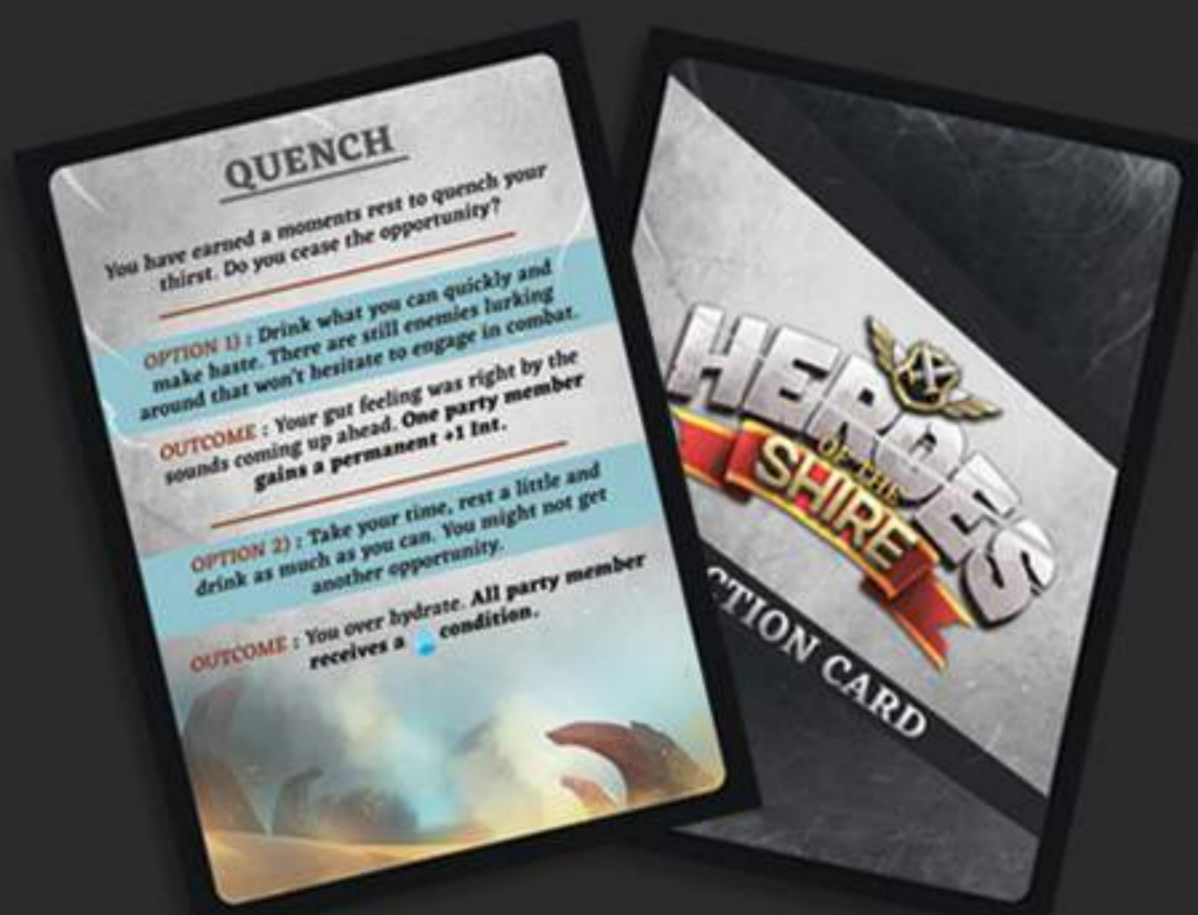 QUENCH
You have earned a moments rest to quench your
thirst. Do you cease the opportunity?
OPTION 1) : Drink what you can quickly and
make haste. There are still enemies lurking
around that won't hesitate to engage in combat.
OUTCOME : Your gut feeling was right by the
sounds coming up ahead. One party member
gains a permanent +1 Int.
OPTION 2) : Take your time, rest a little and
drink as much as you can. You might not get
another opportunity.
OUTCOME : You over hydrate. All party member
receives a condition.
HEROES
OF THE
SHIRE
CTION CARD